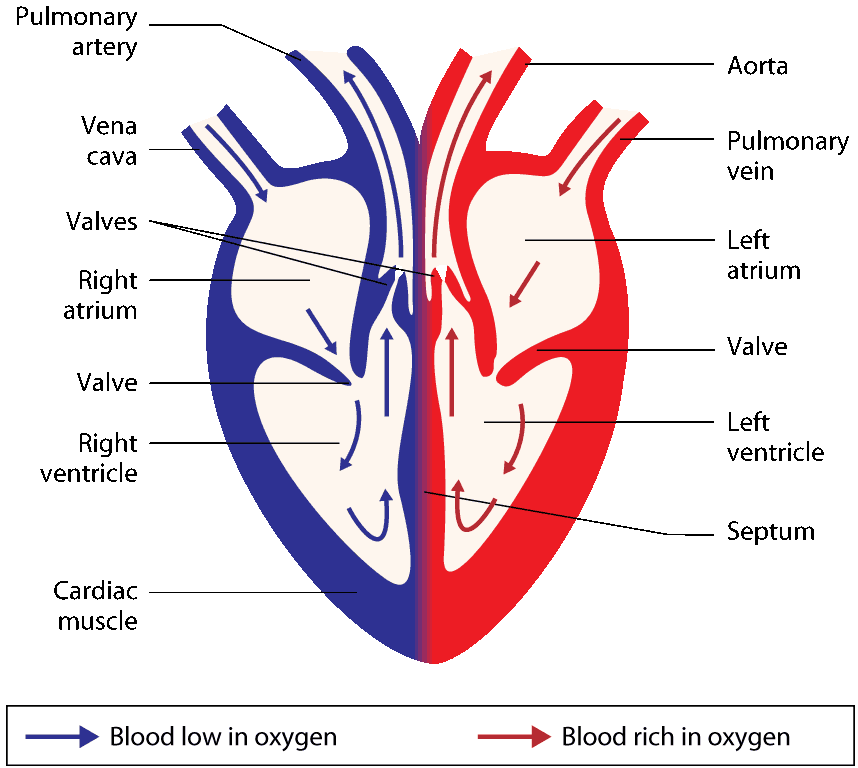 Pulmonary
artery
Vena
cava
Valves
Right
atrium
Valve
Right
ventricle
Cardiac
muscle
Aorta
Pulmonary
vein
Left
atrium
Valve
Left
ventricle
Septum
Blood low in oxygen
Blood rich in oxygen